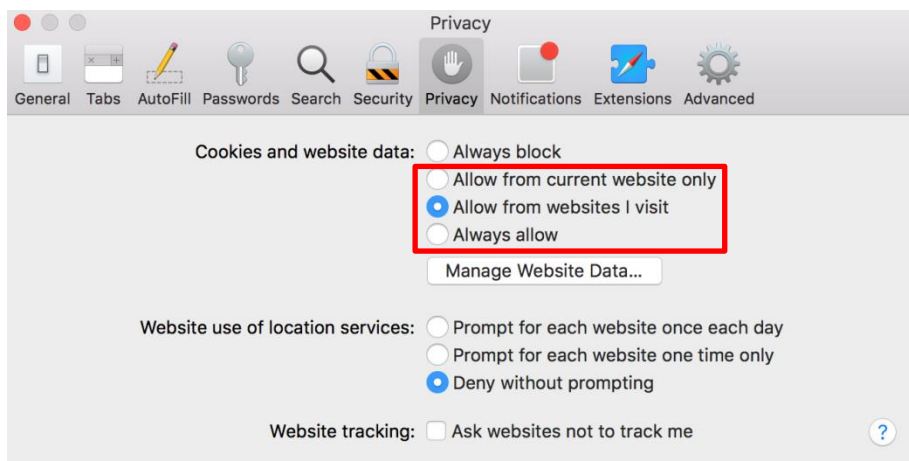 Privacy
General Tabs AutoFill Passwords Search Security Privacy Notifications Extensions Advanced
Cookies and website data: Always block
Allow from current website only
Allow from websites I visit
Always allow
Manage Website Data...
Website use of location services: Prompt for each website once each day
Prompt for each website one time only
Deny without prompting
Website tracking: Ask websites not to track me ?